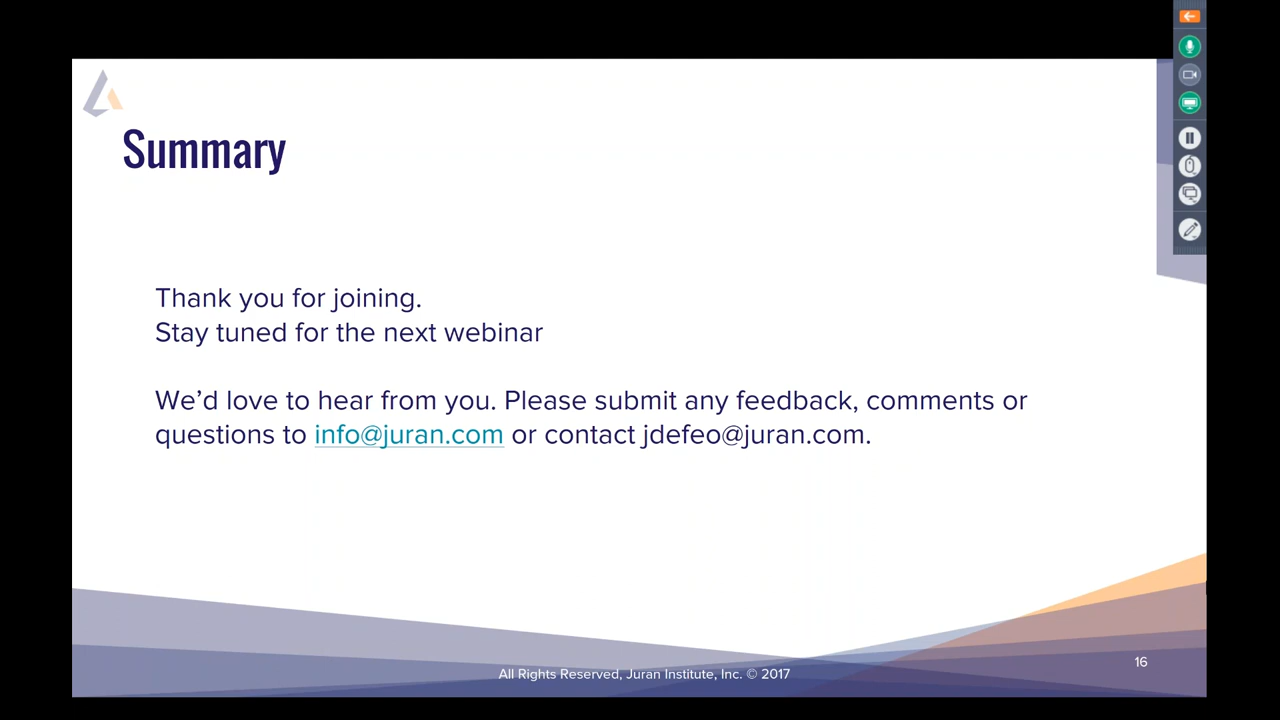 Summary
Thank you for joining.
Stay tuned for the next webinar
We’d love to hear from you. Please submit any feedback, comments or
questions to info@juran.com or contact jdefeo@juran.com.
16
All Rights Reserved, Juran Institute, Inc. © 2017